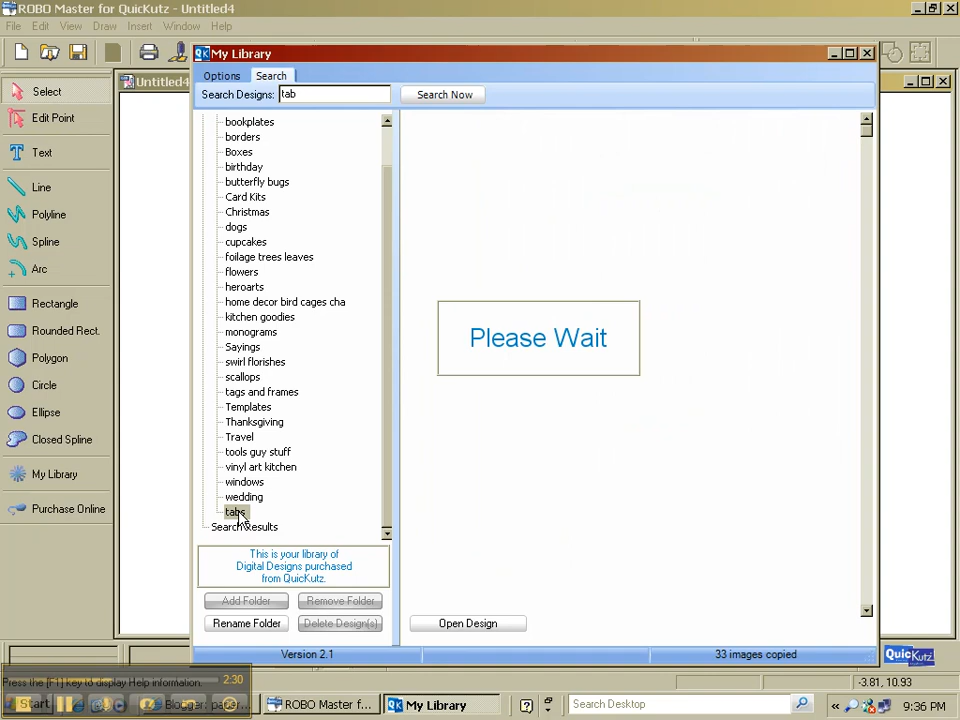 ROBO Master for QuicKutz - Untitled4
File Edit View Draw Insert Window Help
QK My Library
Untitled4
Options Search
Search Designs: tab Search Now
Select
Edit Point
Text
Line
Polyline
Spline
Arc
Rectangle
Rounded Rect.
Polygon
Circle
Ellipse
Closed Spline
My Library
Purchase Online
bookplates
borders
Boxes
birthday
butterfly bugs
Card Kits
Christmas
dogs
cupcakes
foilage trees leaves
flowers
heroarts
home decor bird cages cha
kitchen goodies
monograms
Sayings
swirl florishes
scallops
tags and frames
Templates
Thanksgiving
Travel
tools guy stuff
vinyl art kitchen
windows
wedding
tabs
Search Results
Please Wait
This is your library of
Digital Designs purchased
from QuicKutz.
Add Folder Remove Folder
Rename Folder Delete Design(s)
Open Design
Version 2.1
33 images copied
QuicKutz
Press the [F1] key to display Help information.
2:30
-3.81, 10.93
Start
Blogger: paper
ROBO Master f...
QK My Library
Search Desktop
9:36 PM